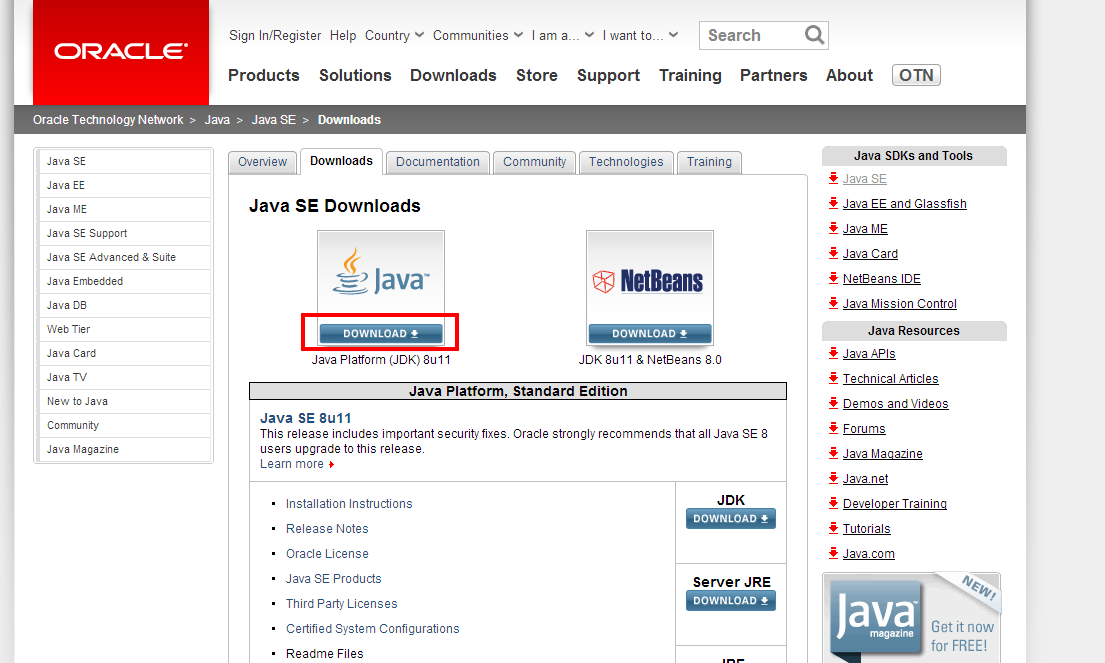 ORACLE
Sign In/Register Help Country Communities I am a... I want to... Search
Products Solutions Downloads Store Support Training Partners About OTN
Oracle Technology Network > Java > Java SE > Downloads
Java SE
Java EE
Java ME
Java SE Support
Java SE Advanced & Suite
Java Embedded
Java DB
Web Tier
Java Card
Java TV
New to Java
Community
Java Magazine
Overview Downloads Documentation Community Technologies Training
Java SE Downloads
Java™
DOWNLOAD
Java Platform (JDK) 8u11
NetBeans
DOWNLOAD
JDK 8u11 & NetBeans 8.0
Java Platform, Standard Edition
Java SE 8u11
This release includes important security fixes. Oracle strongly recommends that all Java SE 8
users upgrade to this release.
Learn more
• Installation Instructions
• Release Notes
• Oracle License
• Java SE Products
• Third Party Licenses
• Certified System Configurations
• Readme Files
JDK
DOWNLOAD
Server JRE
DOWNLOAD
JRE
Java SDKs and Tools
Java SE
Java EE and Glassfish
Java ME
Java Card
NetBeans IDE
Java Mission Control
Java Resources
Java APIs
Technical Articles
Demos and Videos
Forums
Java Magazine
Java.net
Developer Training
Tutorials
Java.com
NEW!
Java™
magazine
Get it now
for FREE!